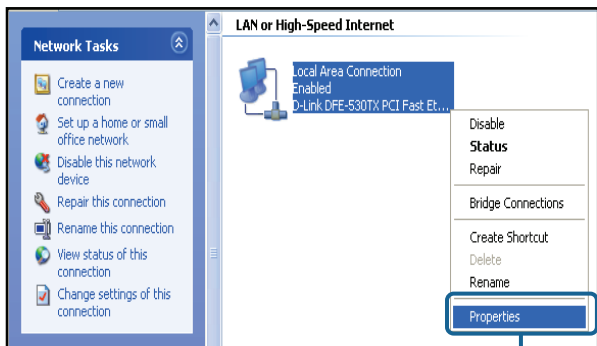 Network Tasks
Create a new
connection
Set up a home or small
office network
Disable this network
device
Repair this connection
Rename this connection
View status of this
connection
Change settings of this
connection
LAN or High-Speed Internet
Local Area Connection
Enabled
D-Link DFE-530TX PCI Fast Et...
Disable
Status
Repair
Bridge Connections
Create Shortcut
Delete
Rename
Properties